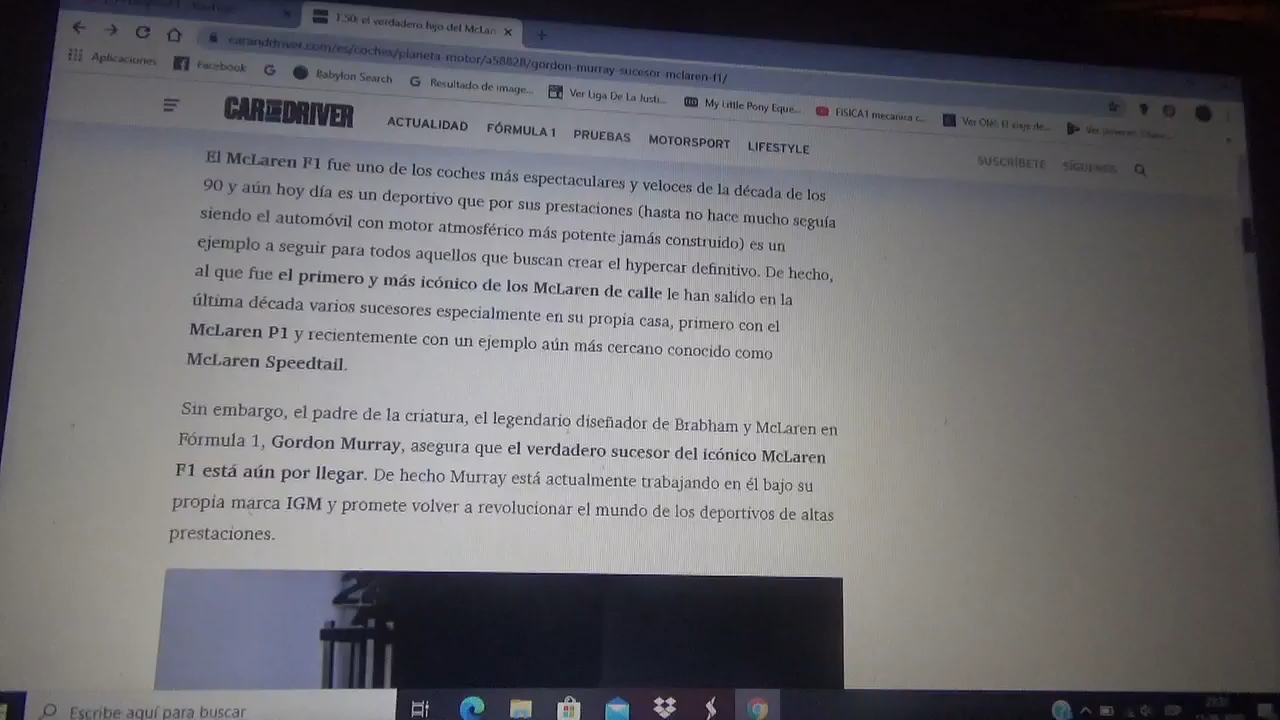 T.50: el verdadero hijo del McLan
caranddriver.com/es/coches/planeta-motor/a58828/gordon-murray-sucesor-mclaren-f1/
Aplicaciones Facebook Babylon Search Resultado de image... Ver Liga De La Justi... My Little Pony Eque... FISICA1 mecanica c...
CAR AND DRIVER
ACTUALIDAD FÓRMULA 1 PRUEBAS MOTORSPORT LIFESTYLE
SUSCRÍBETE SÍGUENOS
El McLaren F1 fue uno de los coches más espectaculares y veloces de la década de los
90 y aún hoy día es un deportivo que por sus prestaciones (hasta no hace mucho seguía
siendo el automóvil con motor atmosférico más potente jamás construido) es un
ejemplo a seguir para todos aquellos que buscan crear el hypercar definitivo. De hecho,
al que fue el primero y más icónico de los McLaren de calle le han salido en la
última década varios sucesores especialmente en su propia casa, primero con el
McLaren P1 y recientemente con un ejemplo aún más cercano conocido como
McLaren Speedtail.
Sin embargo, el padre de la criatura, el legendario diseñador de Brabham y McLaren en
Fórmula 1, Gordon Murray, asegura que el verdadero sucesor del icónico McLaren
F1 está aún por llegar. De hecho Murray está actualmente trabajando en él bajo su
propia marca IGM y promete volver a revolucionar el mundo de los deportivos de altas
prestaciones.
Escribe aquí para buscar